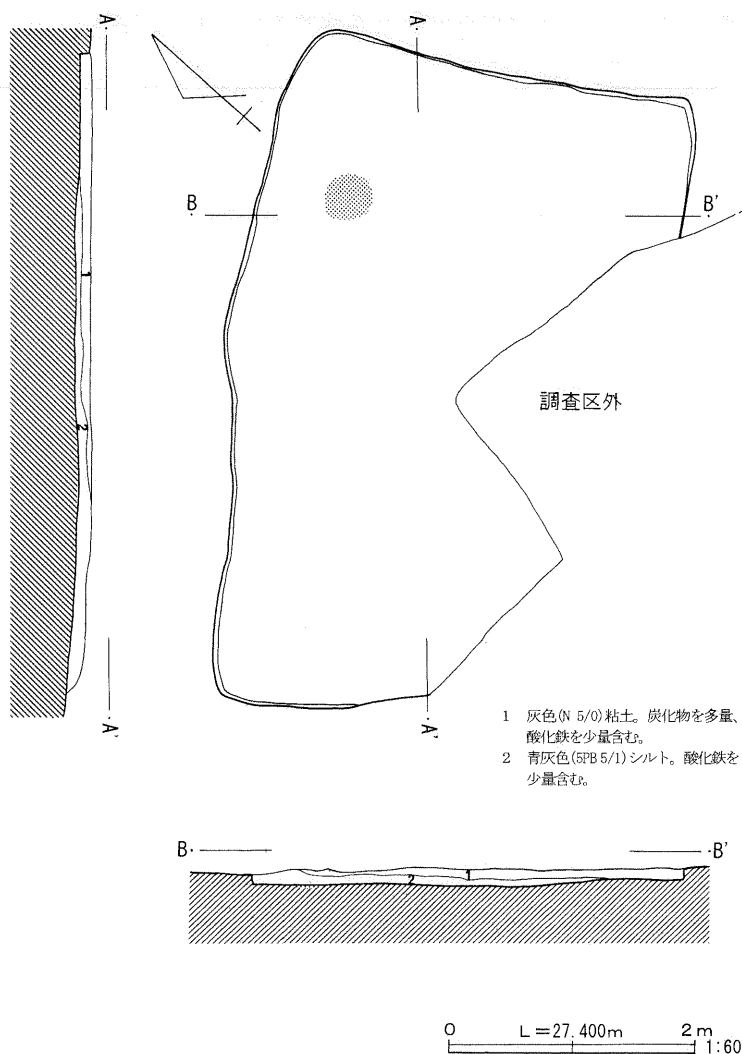 A
A
B
B'
1
2
調査区外
A'
A'
1 灰色(N 5/0)粘土。炭化物を多量、
酸化鉄を少量含む。
2 青灰色(5PB 5/1)シルト。酸化鉄を
少量含む。
B
B'
1
2
0 L=27.400m 2m
1:60